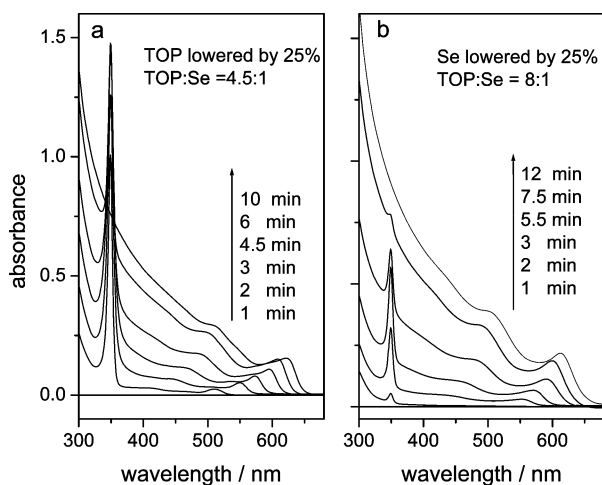 a
TOP lowered by 25%
TOP:Se =4.5:1
10 min
6 min
4.5 min
3 min
2 min
1 min
1.5
1.0
0.5
0.0
absorbance
300 400 500 600
wavelength / nm
b
Se lowered by 25%
TOP:Se = 8:1
12 min
7.5 min
5.5 min
3 min
2 min
1 min
300 400 500 600
wavelength / nm